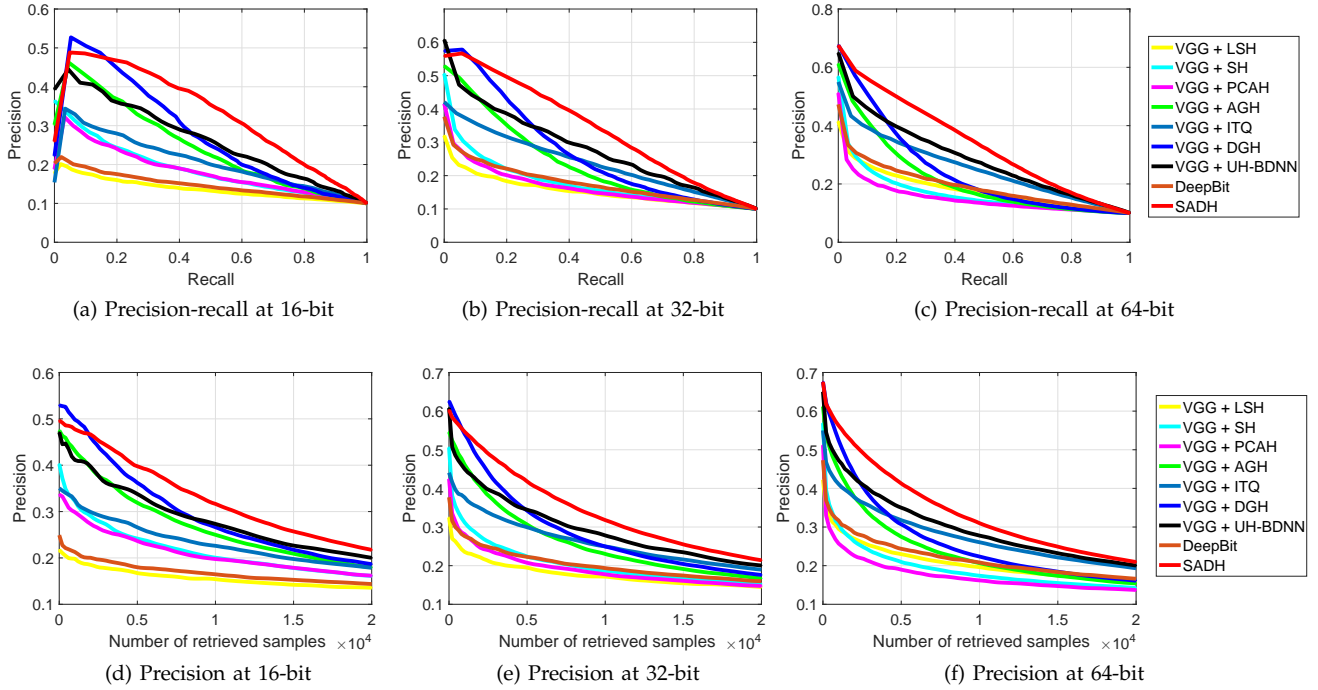 0.6
0.5
0.4
0.3
0.2
0.1
0
Precision
0 0.2 0.4 0.6 0.8 1
Recall
(a) Precision-recall at 16-bit
0.6
0.5
0.4
0.3
0.2
0.1
0
Precision
0 0.2 0.4 0.6 0.8 1
Recall
(b) Precision-recall at 32-bit
0.8
0.6
0.4
0.2
Precision
0 0.2 0.4 0.6 0.8 1
Recall
(c) Precision-recall at 64-bit
VGG + LSH
VGG + SH
VGG + PCAH
VGG + AGH
VGG + ITQ
VGG + DGH
VGG + UH-BDNN
DeepBit
SADH
0.6
0.5
0.4
0.3
0.2
0.1
Precision
0 0.5 1 1.5 2
Number of retrieved samples ×10⁴
(d) Precision at 16-bit
0.7
0.6
0.5
0.4
0.3
0.2
0.1
Precision
0 0.5 1 1.5 2
Number of retrieved samples ×10⁴
(e) Precision at 32-bit
0.7
0.6
0.5
0.4
0.3
0.2
0.1
Precision
0 0.5 1 1.5 2
Number of retrieved samples ×10⁴
(f) Precision at 64-bit
VGG + LSH
VGG + SH
VGG + PCAH
VGG + AGH
VGG + ITQ
VGG + DGH
VGG + UH-BDNN
DeepBit
SADH